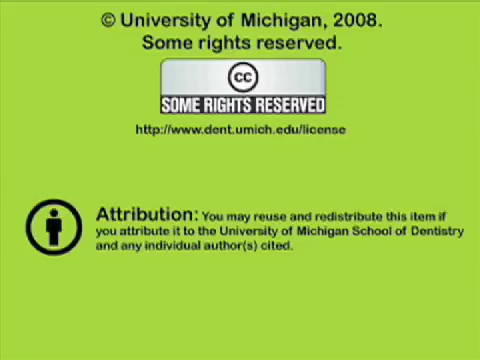 © University of Michigan, 2008.
Some rights reserved.
cc
SOME RIGHTS RESERVED
http://www.dent.umich.edu/license
Attribution: You may reuse and redistribute this item if
you attribute it to the University of Michigan School of Dentistry
and any individual author(s) cited.